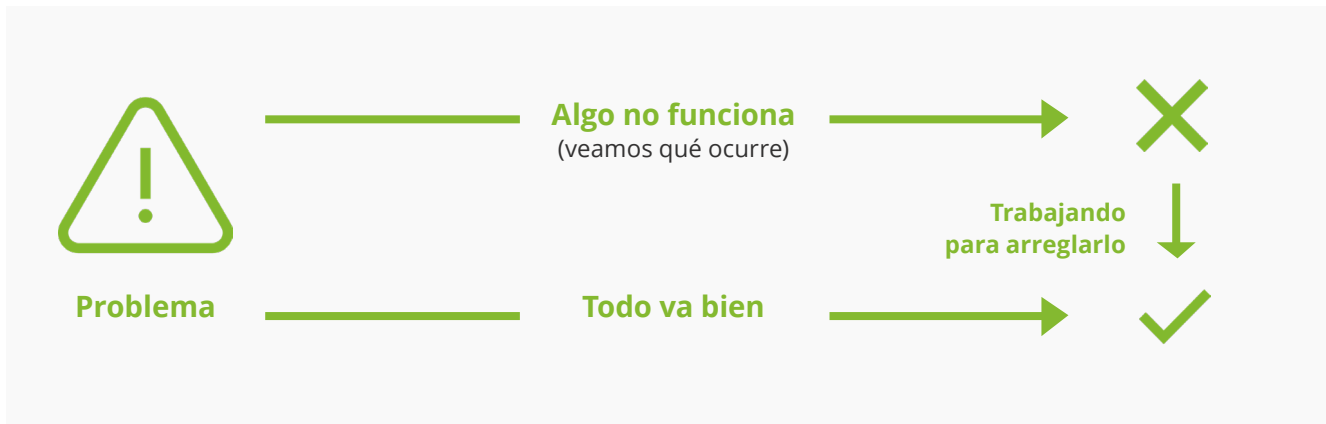 Algo no funciona
(veamos qué ocurre)
Trabajando
para arreglarlo
Problema
Todo va bien